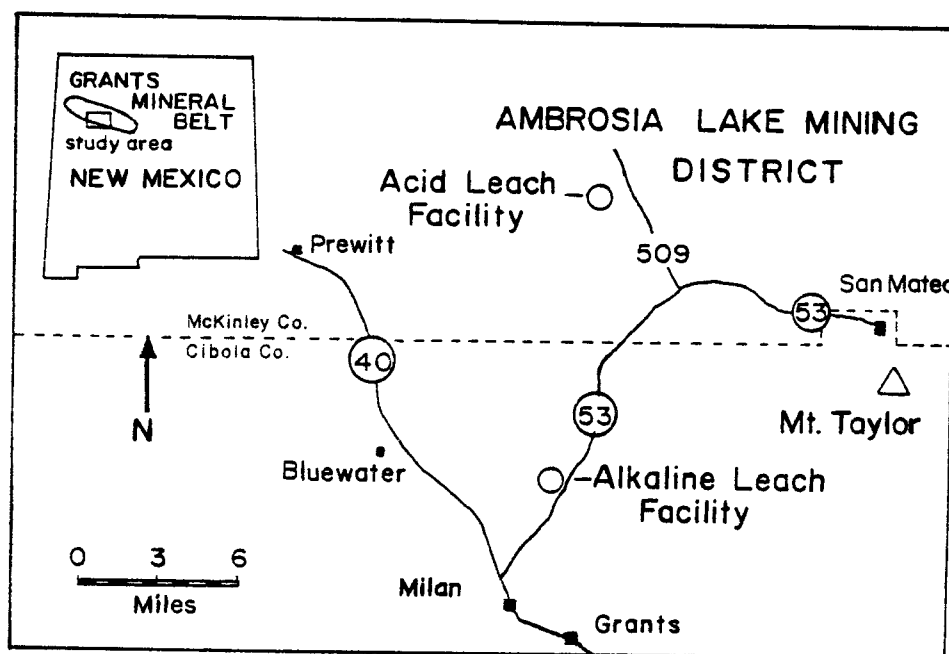 GRANTS
MINERAL
BELT
study area
NEW MEXICO
AMBROSIA LAKE MINING
DISTRICT
Acid Leach
Facility
Prewitt
509
San Mateo
53
McKinley Co.
Cibola Co.
40
N
53
Mt. Taylor
Bluewater
Alkaline Leach
Facility
0 3 6
Miles
Milan
Grants